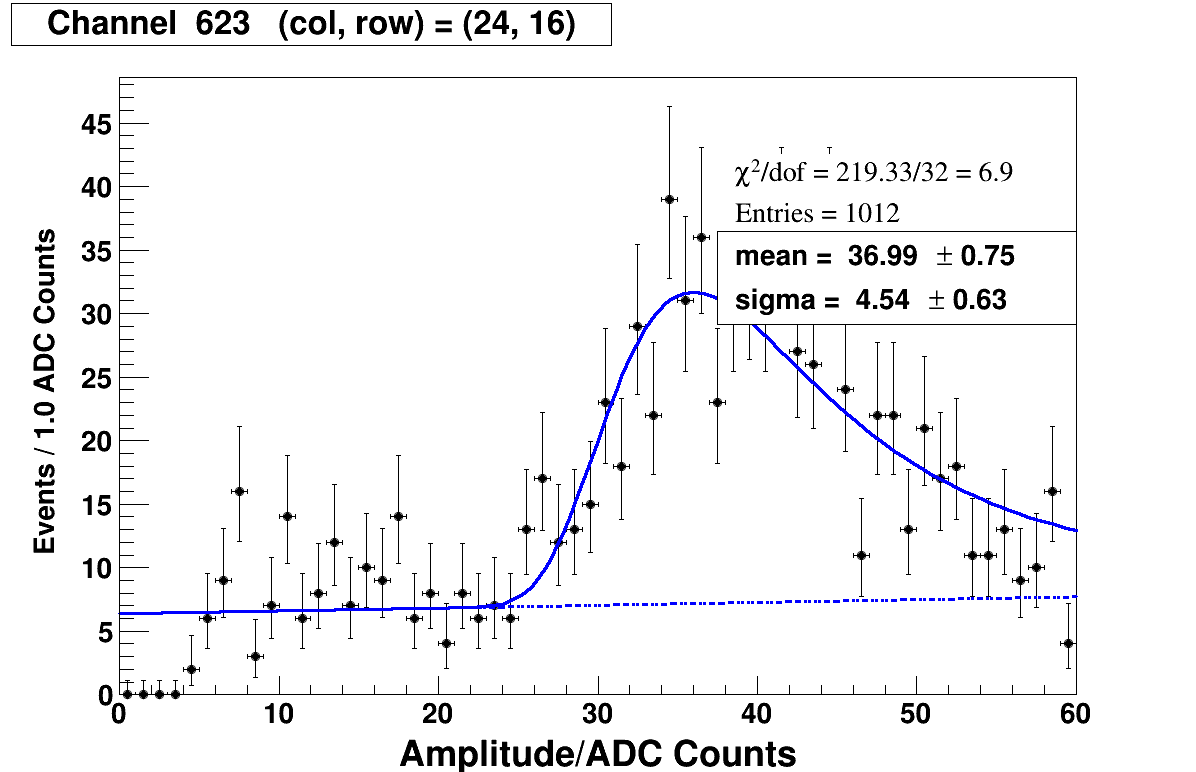 Channel 623 (col, row) = (24, 16)
χ²/dof = 219.33/32 = 6.9
Entries = 1012
mean = 36.99 ± 0.75
sigma = 4.54 ± 0.63
Events / 1.0 ADC Counts
45
40
35
30
25
20
15
10
5
0
0 10 20 30 40 50 60
Amplitude/ADC Counts